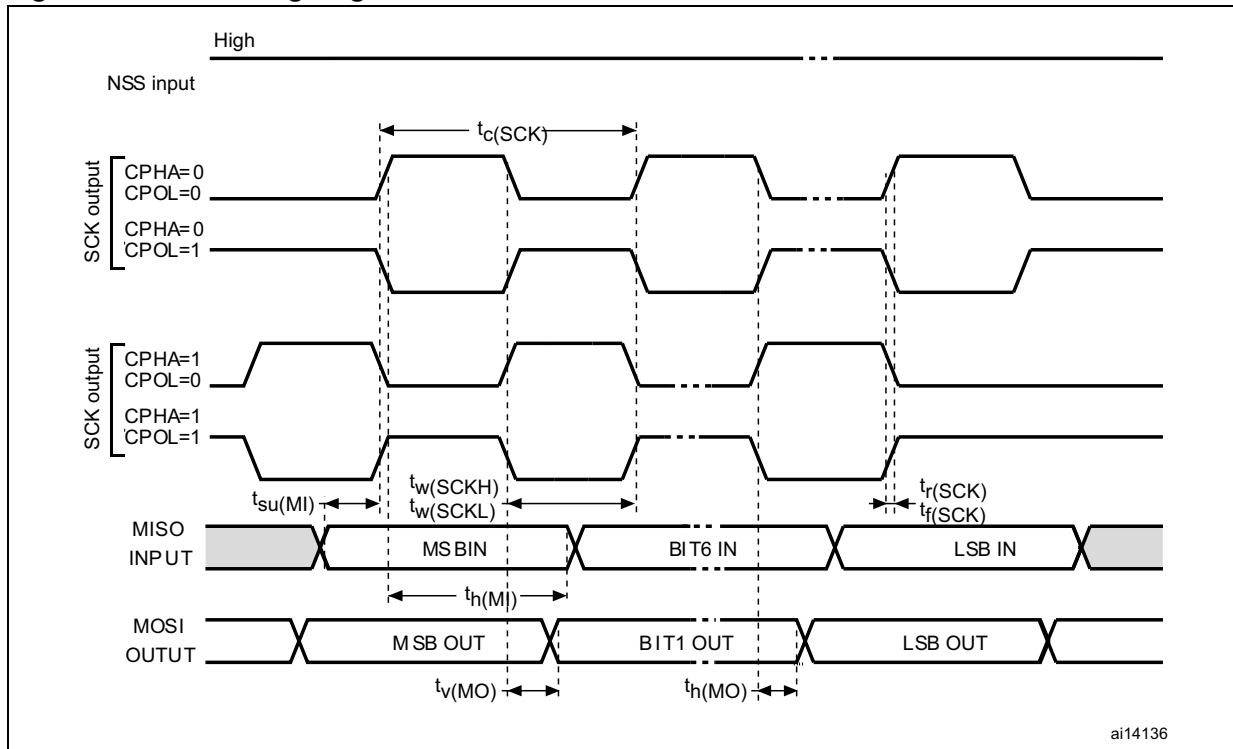 High
NSS input
tc(SCK)
SCK output
CPHA=0
CPOL=0
CPHA=0
CPOL=1
SCK output
CPHA=1
CPOL=0
CPHA=1
CPOL=1
tsu(MI)
tw(SCKH)
tw(SCKL)
tr(SCK)
tf(SCK)
MISO
INPUT
MSBIN
BIT6 IN
LSB IN
th(MI)
MOSI
OUTUT
MSB OUT
BIT1 OUT
LSB OUT
tv(MO)
th(MO)
ai14136